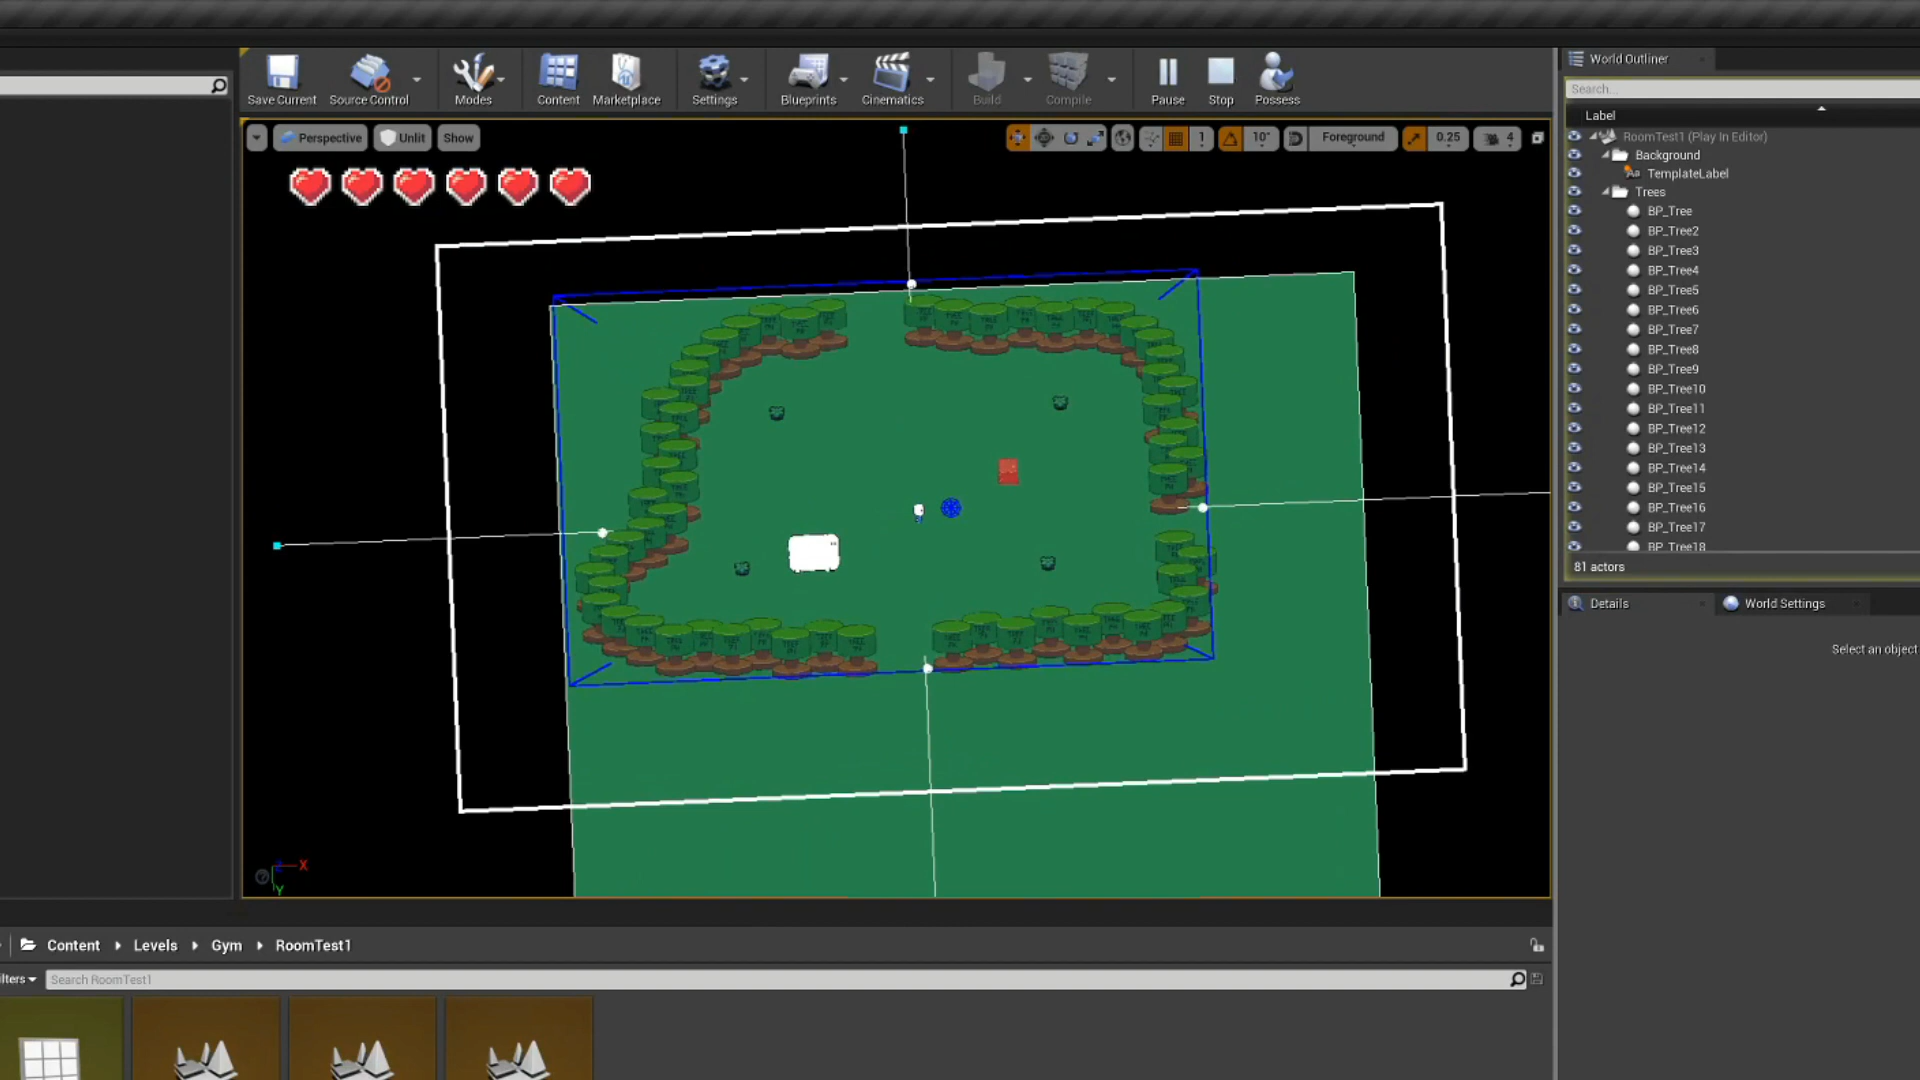 World Outliner
Save Current
Source Control
Modes
Content
Marketplace
Settings
Blueprints
Cinematics
Build
Compile
Pause
Stop
Possess
Search...
Label
Perspective
Unlit
Show
1
10°
Foreground
0.25
4
RoomTest1 (Play In Editor)
Background
TemplateLabel
Trees
BP_Tree
BP_Tree2
BP_Tree3
BP_Tree4
BP_Tree5
BP_Tree6
BP_Tree7
BP_Tree8
BP_Tree9
BP_Tree10
BP_Tree11
BP_Tree12
BP_Tree13
BP_Tree14
BP_Tree15
BP_Tree16
BP_Tree17
BP_Tree18
81 actors
Details
World Settings
Select an object
X
Y
Content
Levels
Gym
RoomTest1
ilters
Search RoomTest1